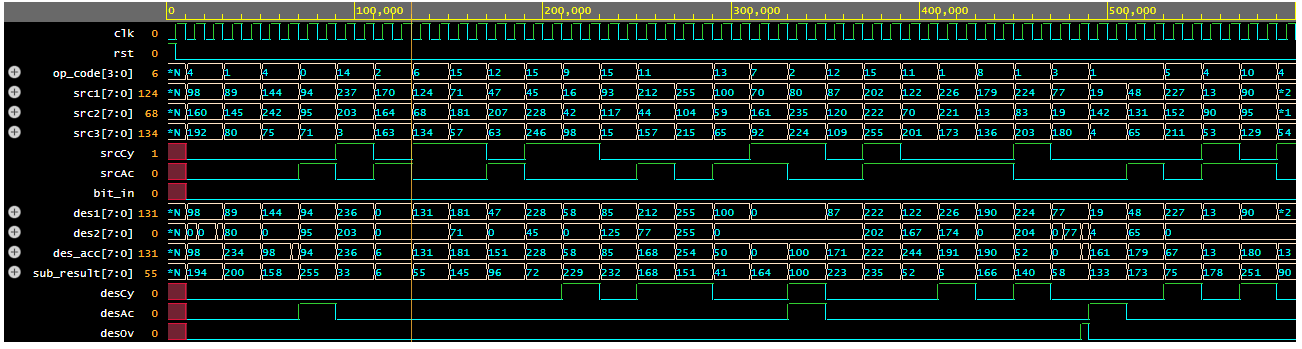 0 100,000 200,000 300,000 400,000 500,000
clk 0
rst 0
op_code[3:0] 6 *N 4 1 4 0 14 2 6 15 12 15 9 15 11 13 7 2 12 15 11 1 8 1 3 1 5 4 10 4
src1[7:0] 124 *N 98 89 144 94 237 170 124 71 47 45 16 93 212 255 100 70 80 87 202 122 226 179 224 77 19 48 227 13 90 *2
src2[7:0] 68 *N 160 145 242 95 203 164 68 181 207 228 42 117 44 104 59 161 235 120 222 70 221 13 83 19 142 131 152 90 95 *1
src3[7:0] 134 *N 192 80 75 71 3 163 134 57 63 246 98 15 157 215 65 92 224 109 255 201 173 136 203 180 4 65 211 53 129 54
srcCy 1
srcAc 0
bit_in 0
des1[7:0] 131 *N 98 89 144 94 236 0 131 181 47 228 58 85 212 255 100 0 87 222 122 226 190 224 77 19 48 227 13 90 *2
des2[7:0] 0 *N 0 0 80 0 95 203 0 71 0 45 0 125 77 255 0 202 167 174 0 204 0 77 4 65 0
des_acc[7:0] 131 *N 98 234 98 94 236 6 131 181 151 228 58 85 168 254 50 0 100 171 222 244 191 190 52 0 161 179 67 13 180 13
sub_result[7:0] 55 *N 194 200 158 255 33 6 55 145 96 72 229 232 168 151 41 164 100 223 235 52 5 166 140 58 133 173 75 178 251 90
desCy 0
desAc 0
desOv 0